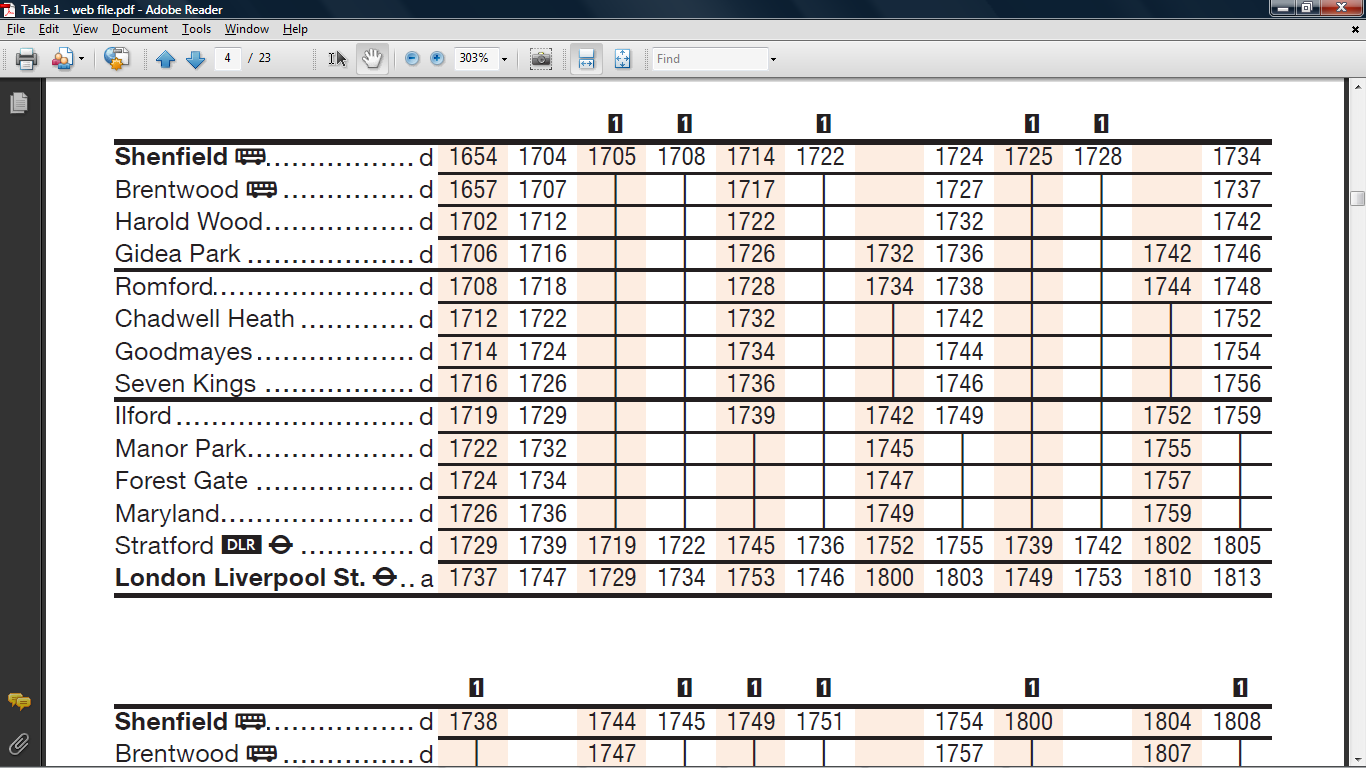 Table 1 - web file.pdf - Adobe Reader
File Edit View Document Tools Window Help
4 / 23 303% Find
1 1 1 1 1
Shenfield ................. d 1654 1704 1705 1708 1714 1722 1724 1725 1728 1734
Brentwood ............... d 1657 1707 1717 1727 1737
Harold Wood................. d 1702 1712 1722 1732 1742
Gidea Park ................... d 1706 1716 1726 1732 1736 1742 1746
Romford....................... d 1708 1718 1728 1734 1738 1744 1748
Chadwell Heath ............. d 1712 1722 1732 1742 1752
Goodmayes.................. d 1714 1724 1734 1744 1754
Seven Kings ................. d 1716 1726 1736 1746 1756
Ilford ........................... d 1719 1729 1739 1742 1749 1752 1759
Manor Park................... d 1722 1732 1745 1755
Forest Gate .................. d 1724 1734 1747 1757
Maryland...................... d 1726 1736 1749 1759
Stratford DLR ............. d 1729 1739 1719 1722 1745 1736 1752 1755 1739 1742 1802 1805
London Liverpool St. .. a 1737 1747 1729 1734 1753 1746 1800 1803 1749 1753 1810 1813
1 1 1 1 1 1
Shenfield ................. d 1738 1744 1745 1749 1751 1754 1800 1804 1808
Brentwood ............... d 1747 1757 1807